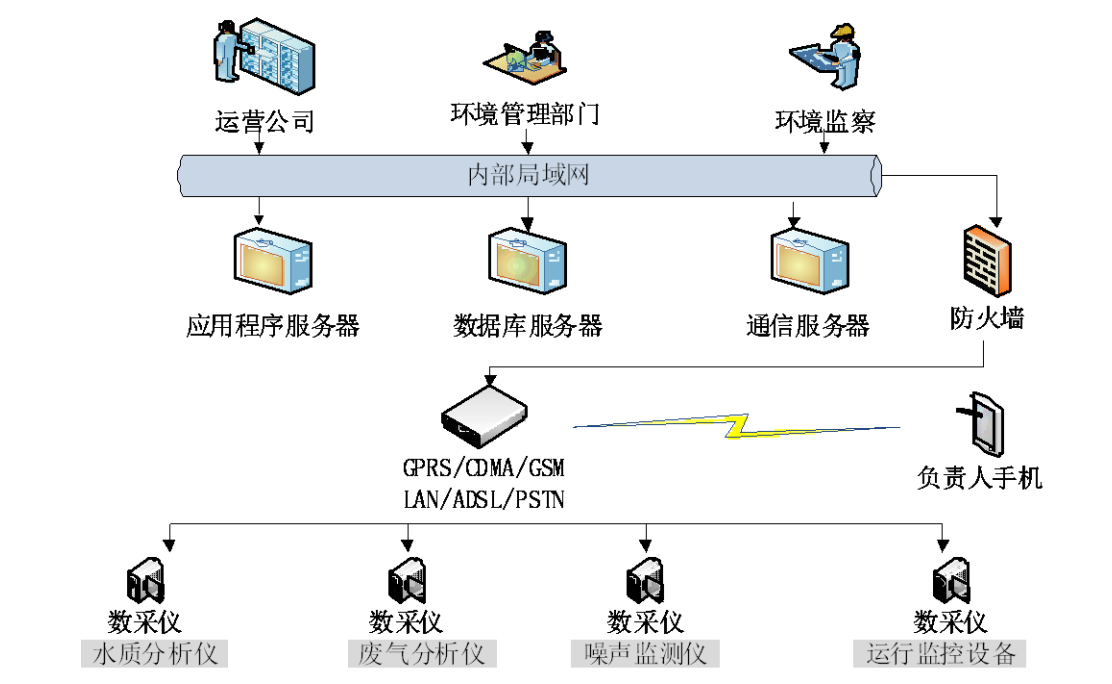 运营公司
环境管理部门
环境监察
内部局域网
应用程序服务器
数据库服务器
通信服务器
防火墙
GPRS/CDMA/GSM
LAN/ADSL/PSTN
负责人手机
数采仪
数采仪
数采仪
数采仪
水质分析仪
废气分析仪
噪声监测仪
运行监控设备